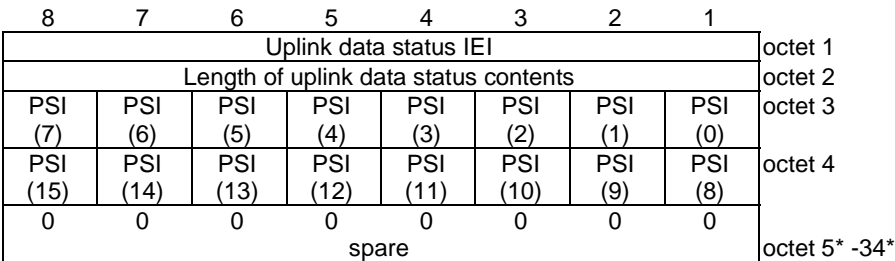 8 7 6 5 4 3 2 1
Uplink data status IEI octet 1
Length of uplink data status contents octet 2
PSI PSI PSI PSI PSI PSI PSI PSI octet 3
(7) (6) (5) (4) (3) (2) (1) (0)
PSI PSI PSI PSI PSI PSI PSI PSI octet 4
(15) (14) (13) (12) (11) (10) (9) (8)
0 0 0 0 0 0 0 0
spare octet 5* -34*